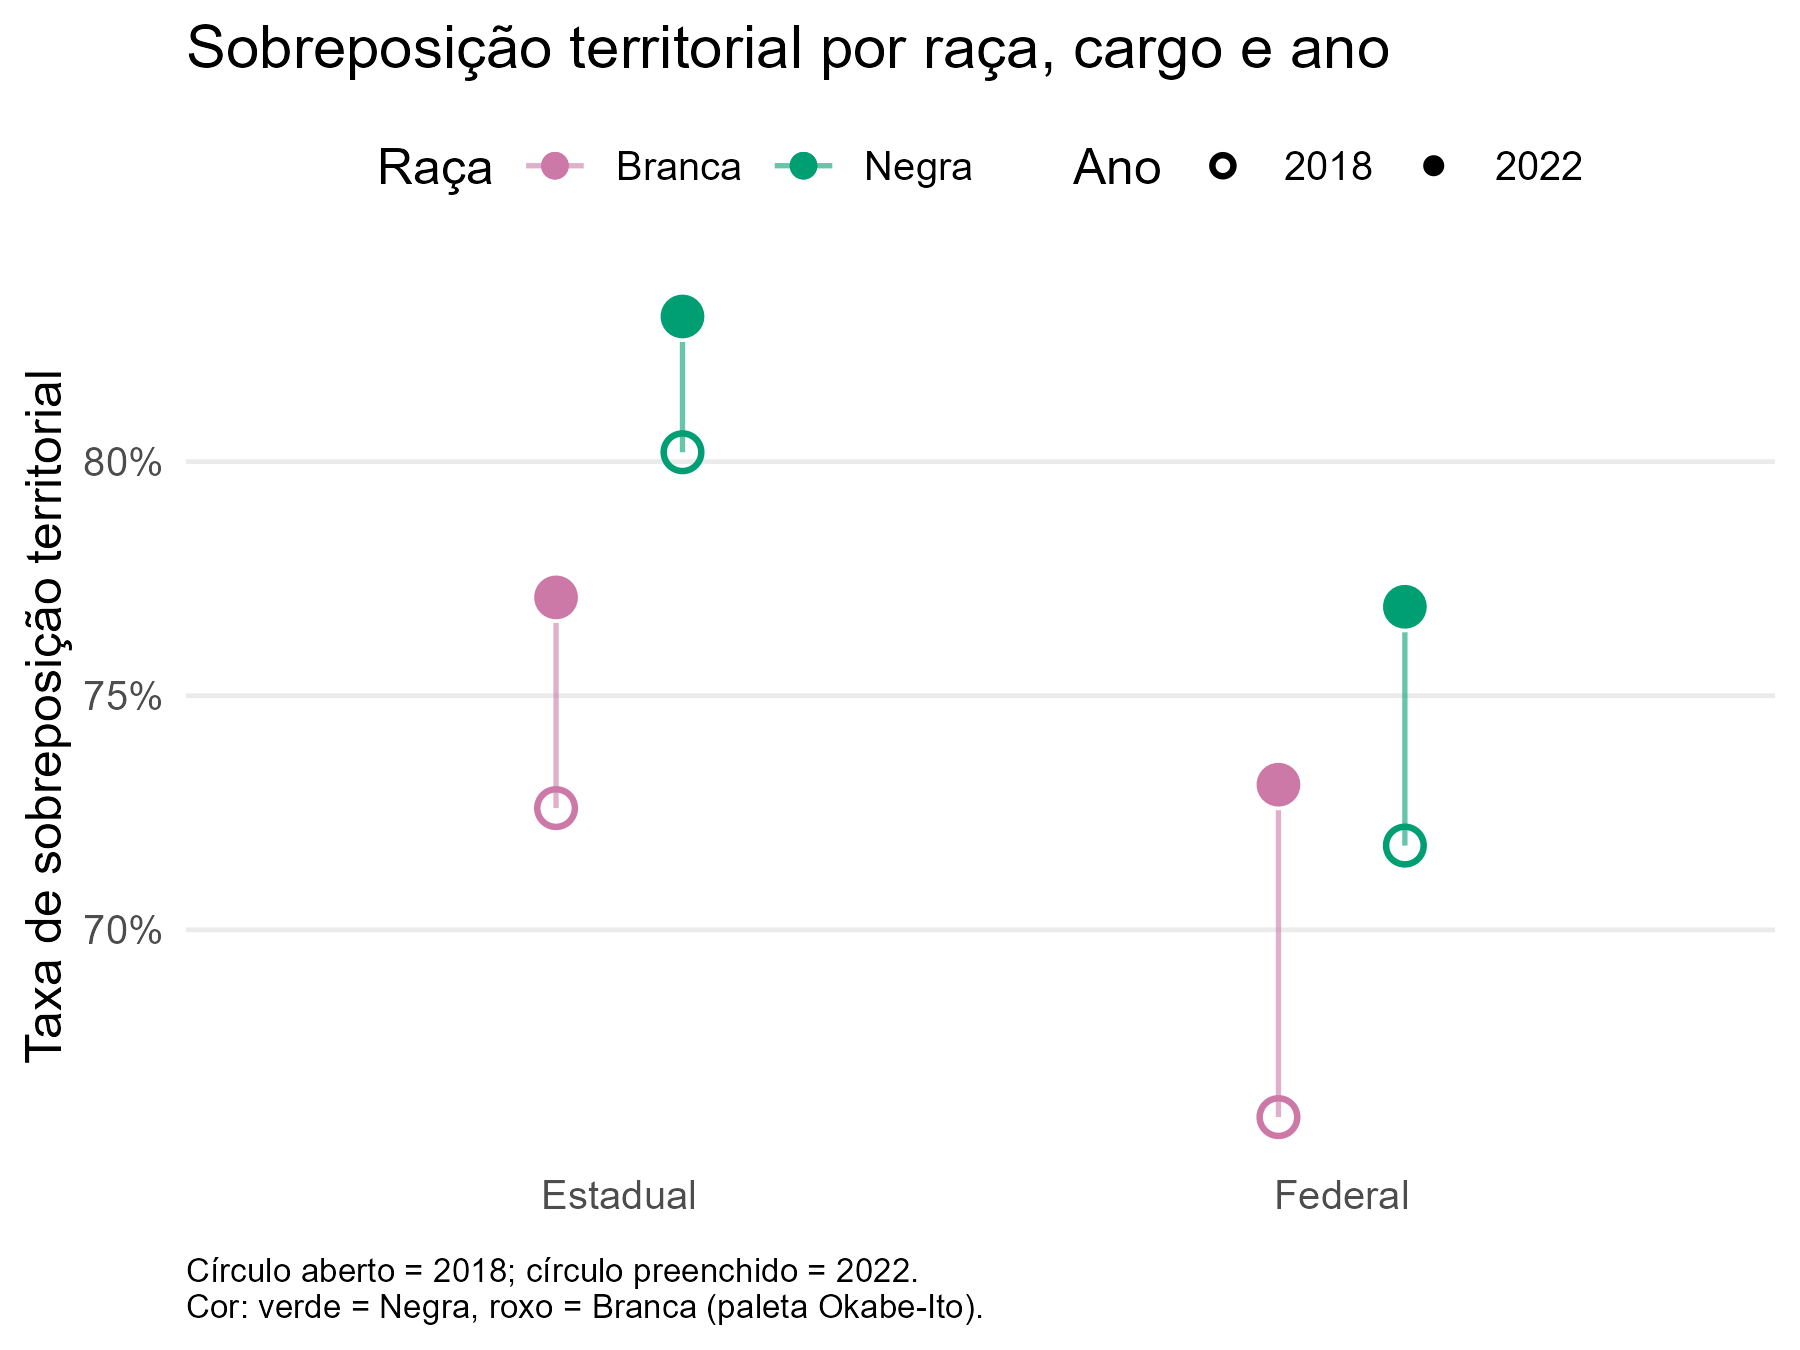 Sobreposição territorial por raça, cargo e ano
Raça Branca Negra Ano 2018 2022
Taxa de sobreposição territorial
80%
75%
70%
Estadual Federal
Círculo aberto = 2018; círculo preenchido = 2022.
Cor: verde = Negra, roxo = Branca (paleta Okabe-Ito).